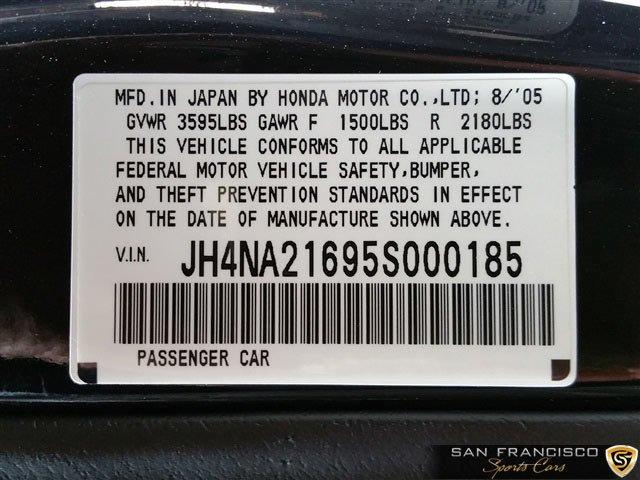 MFD.IN JAPAN BY HONDA MOTOR CO.,LTD; 8/'05
GVWR 3595LBS GAWR F 1500LBS R 2180LBS
THIS VEHICLE CONFORMS TO ALL APPLICABLE
FEDERAL MOTOR VEHICLE SAFETY,BUMPER,
AND THEFT PREVENTION STANDARDS IN EFFECT
ON THE DATE OF MANUFACTURE SHOWN ABOVE.
V.I.N. JH4NA21695S000185
PASSENGER CAR
SAN FRANCISCO
Sports Cars